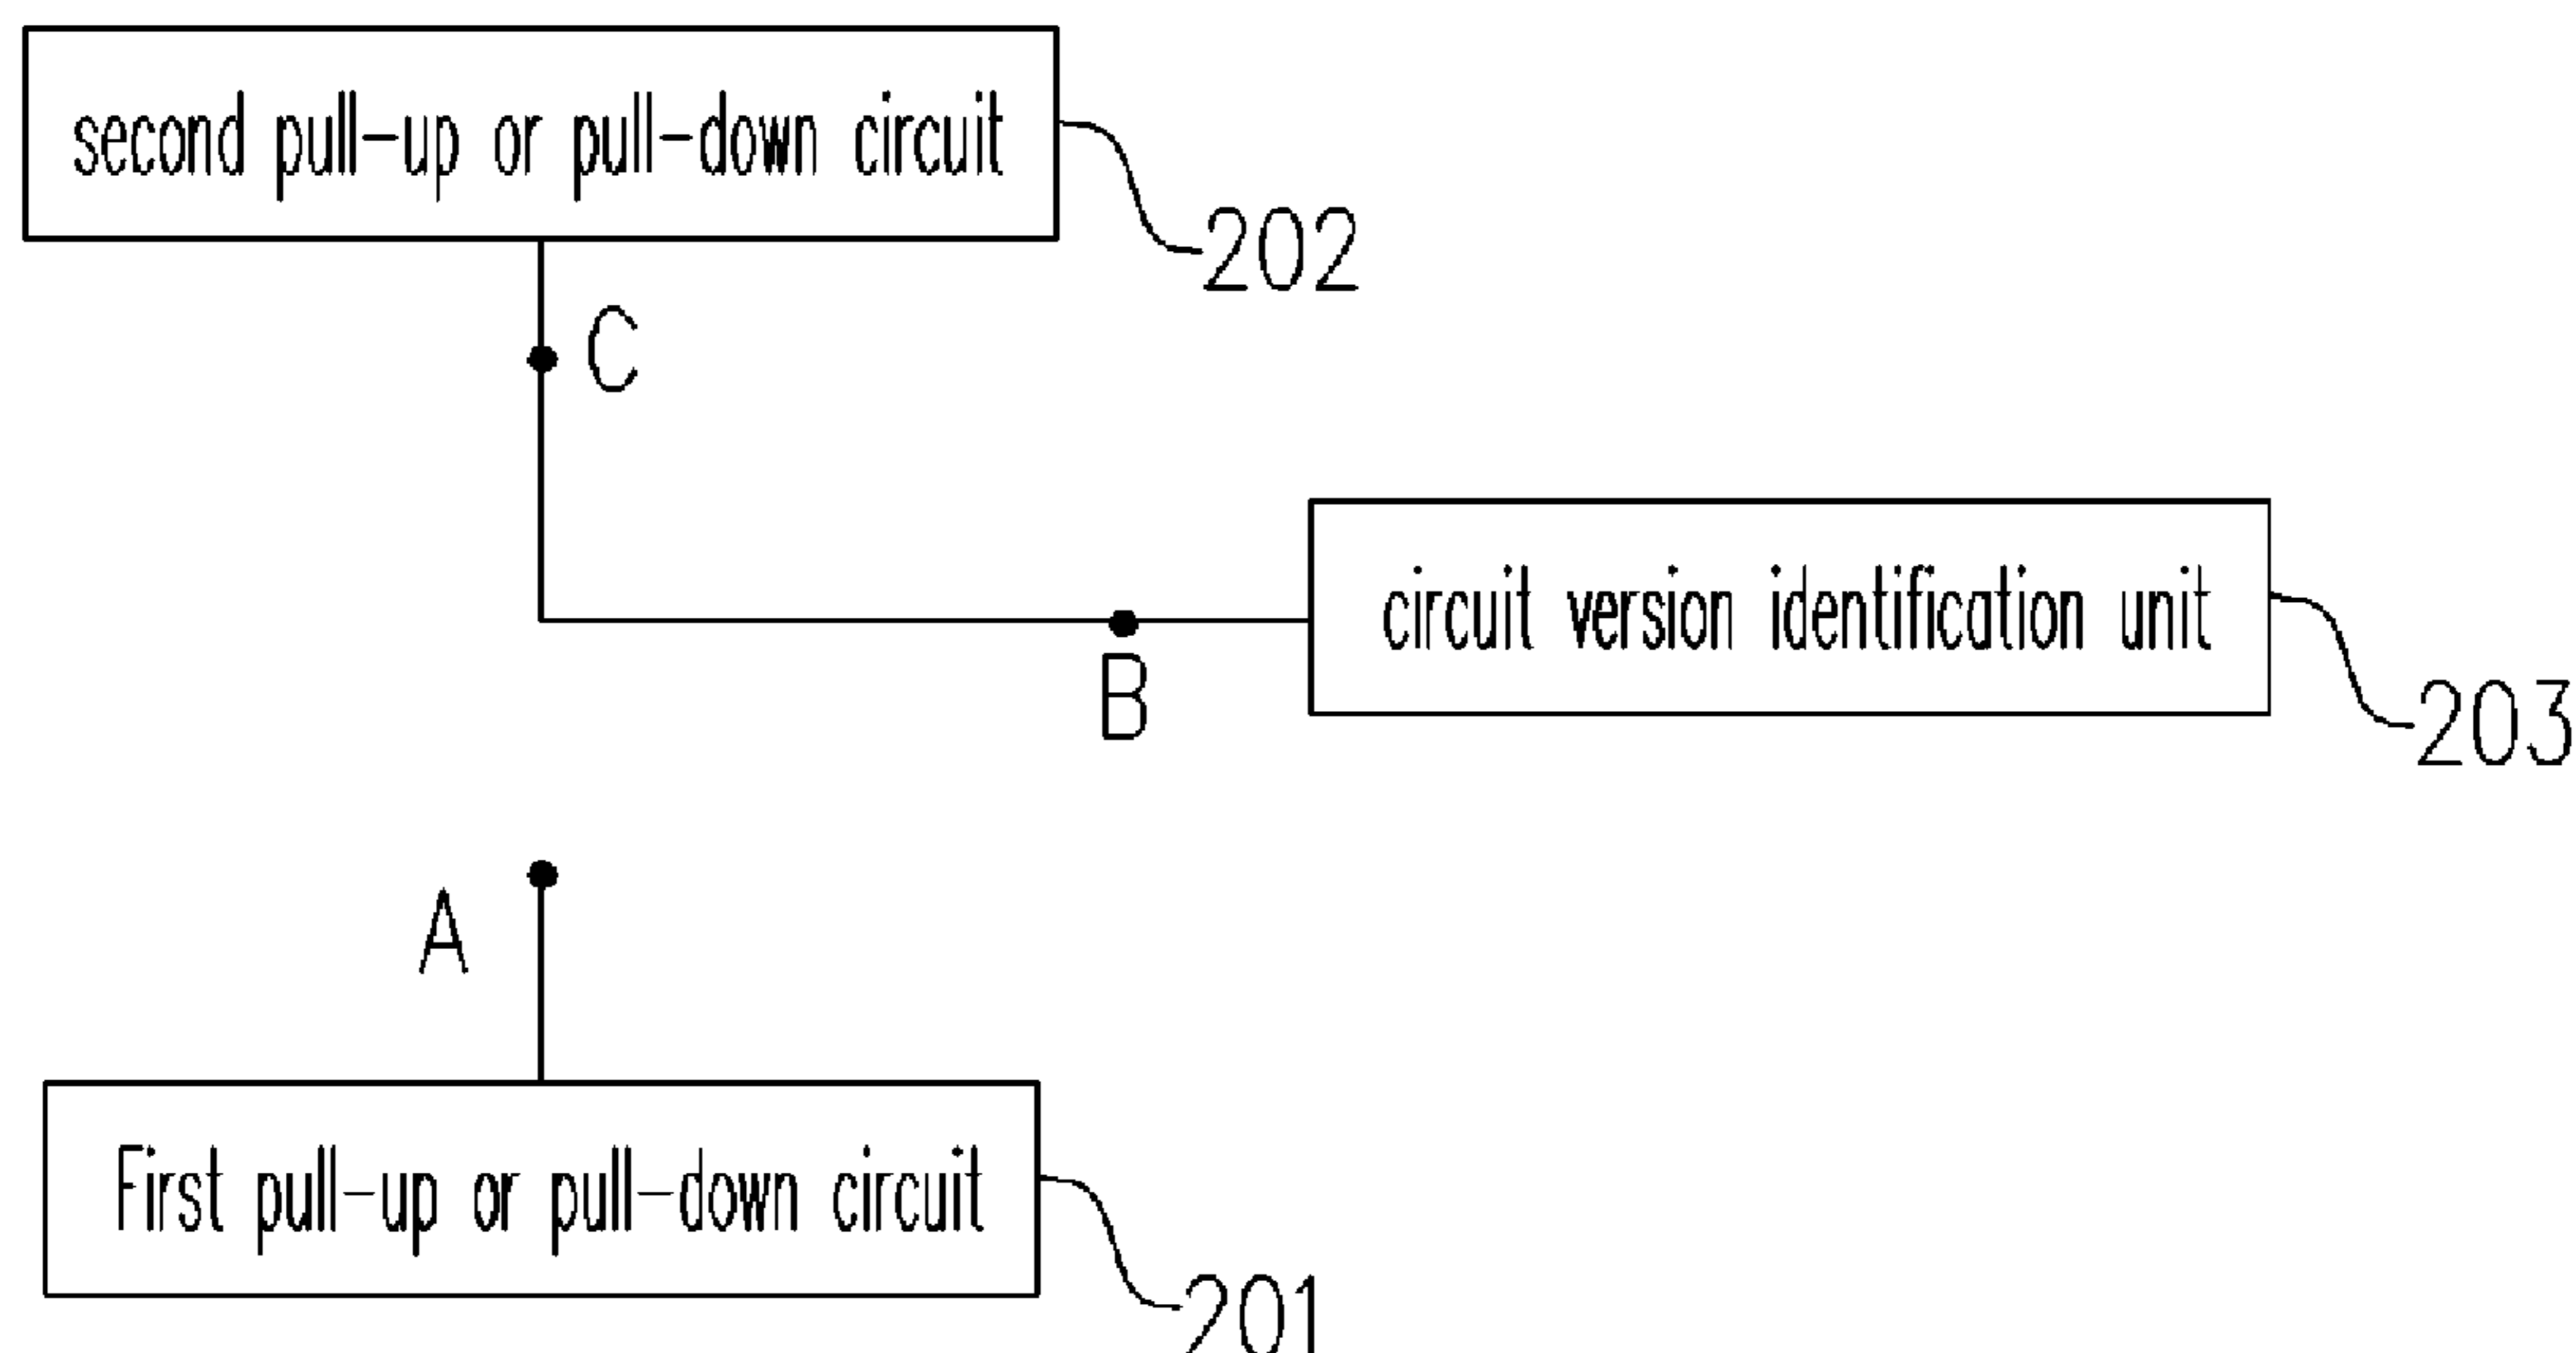 second pull-up or pull-down circuit
202
C
circuit version identification unit
B
203
A
First pull-up or pull-down circuit
201